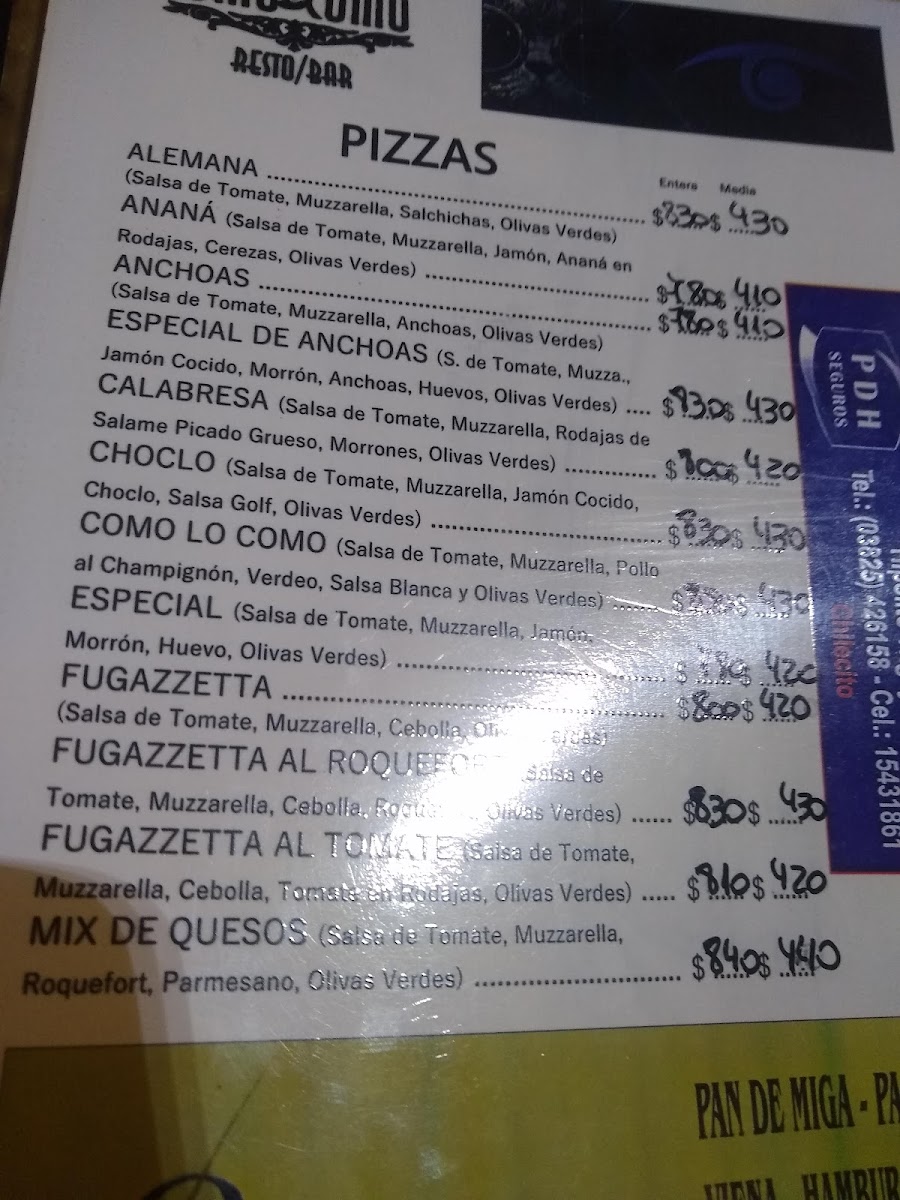 RESTO/BAR
PIZZAS
Entera Media
ALEMANA ........ $830 $430
(Salsa de Tomate, Muzzarella, Salchichas, Olivas Verdes)
ANANÁ (Salsa de Tomate, Muzzarella, Jamón, Ananá en
Rodajas, Cerezas, Olivas Verdes) ........ $780 $410
ANCHOAS ........ $780 $410
(Salsa de Tomate, Muzzarella, Anchoas, Olivas Verdes)
ESPECIAL DE ANCHOAS (S. de Tomate, Muzza.,
Jamón Cocido, Morrón, Anchoas, Huevos, Olivas Verdes) .... $830 $430
CALABRESA (Salsa de Tomate, Muzzarella, Rodajas de
Salame Picado Grueso, Morrones, Olivas Verdes) ........ $800 $420
CHOCLO (Salsa de Tomate, Muzzarella, Jamón Cocido,
Choclo, Salsa Golf, Olivas Verdes) ........ $830 $430
COMO LO COMO (Salsa de Tomate, Muzzarella, Pollo
al Champignón, Verdeo, Salsa Blanca y Olivas Verdes) ........ $ $430
ESPECIAL (Salsa de Tomate, Muzzarella, Jamón,
Morrón, Huevo, Olivas Verdes) ........ $ $420
FUGAZZETTA ........ $800 $420
(Salsa de Tomate, Muzzarella, Cebolla,
FUGAZZETTA AL ROQUEFORT (Salsa de
Tomate, Muzzarella, Cebolla, Olivas Verdes) ...... $830 $430
FUGAZZETTA AL TOMATE (Salsa de Tomate,
Muzzarella, Cebolla, Tomate en Rodajas, Olivas Verdes) ..... $810 $420
MIX DE QUESOS (Salsa de Tomate, Muzzarella,
Roquefort, Parmesano, Olivas Verdes) ........ $840 $440
PDH
SEGUROS
Tel.: (03825) 426158 - Cel.: 15431861
Chilecito
PAN DE MIGA - PA
VIENA - HAMBUR